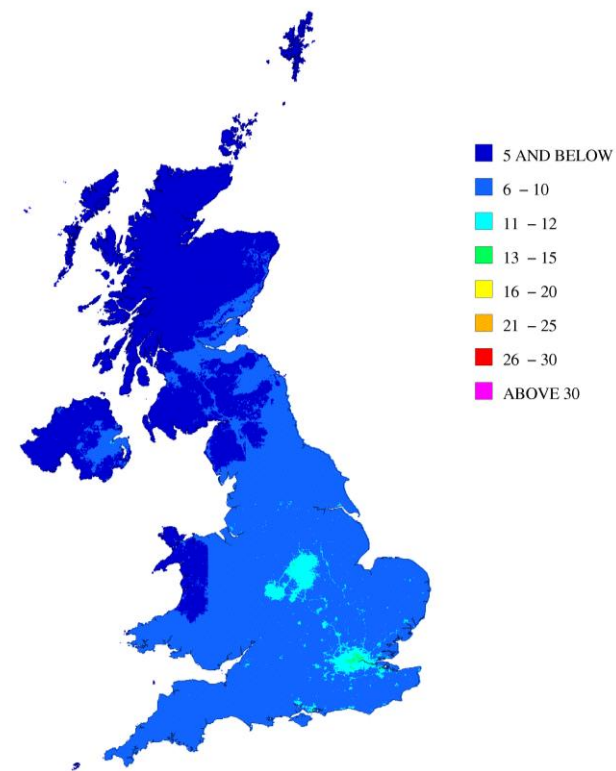 5 AND BELOW
6 – 10
11 – 12
13 – 15
16 – 20
21 – 25
26 – 30
ABOVE 30